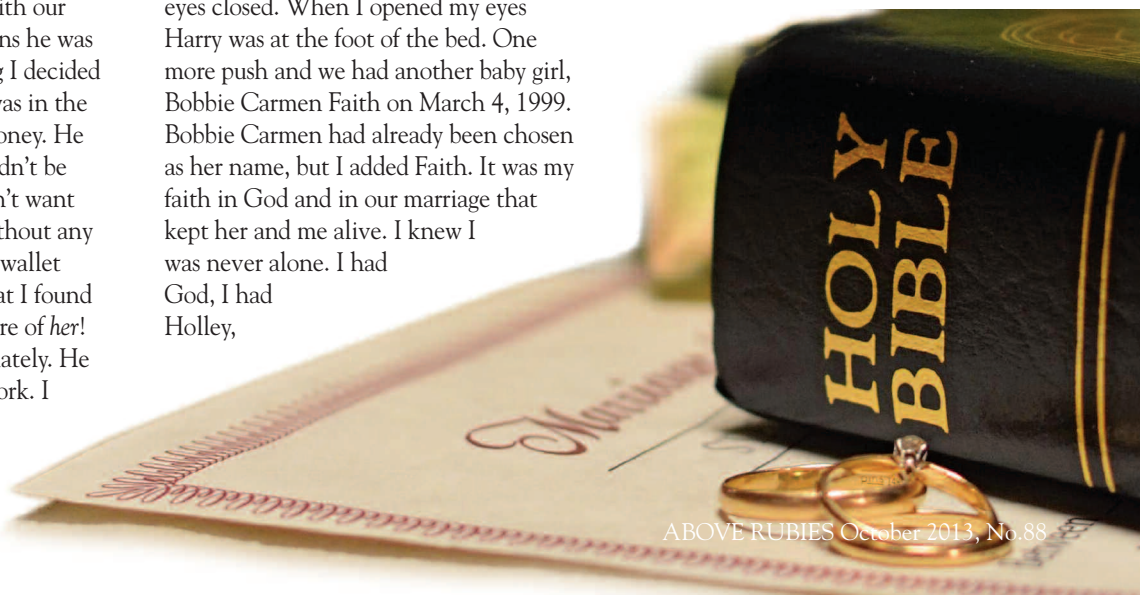 ith our
ns he was
g I decided
vas in the
oney. He
dn't be
n't want
thout any
wallet
at I found
re of her!
ately. He
ork. I
eyes closed. When I opened my eyes
Harry was at the foot of the bed. One
more push and we had another baby girl,
Bobbie Carmen Faith on March 4, 1999.
Bobbie Carmen had already been chosen
as her name, but I added Faith. It was my
faith in God and in our marriage that
kept her and me alive. I knew I
was never alone. I had
God, I had
Holley,
HOLY
BIBLE
Marriage
ABOVE RUBIES October 2013, No.88
Between